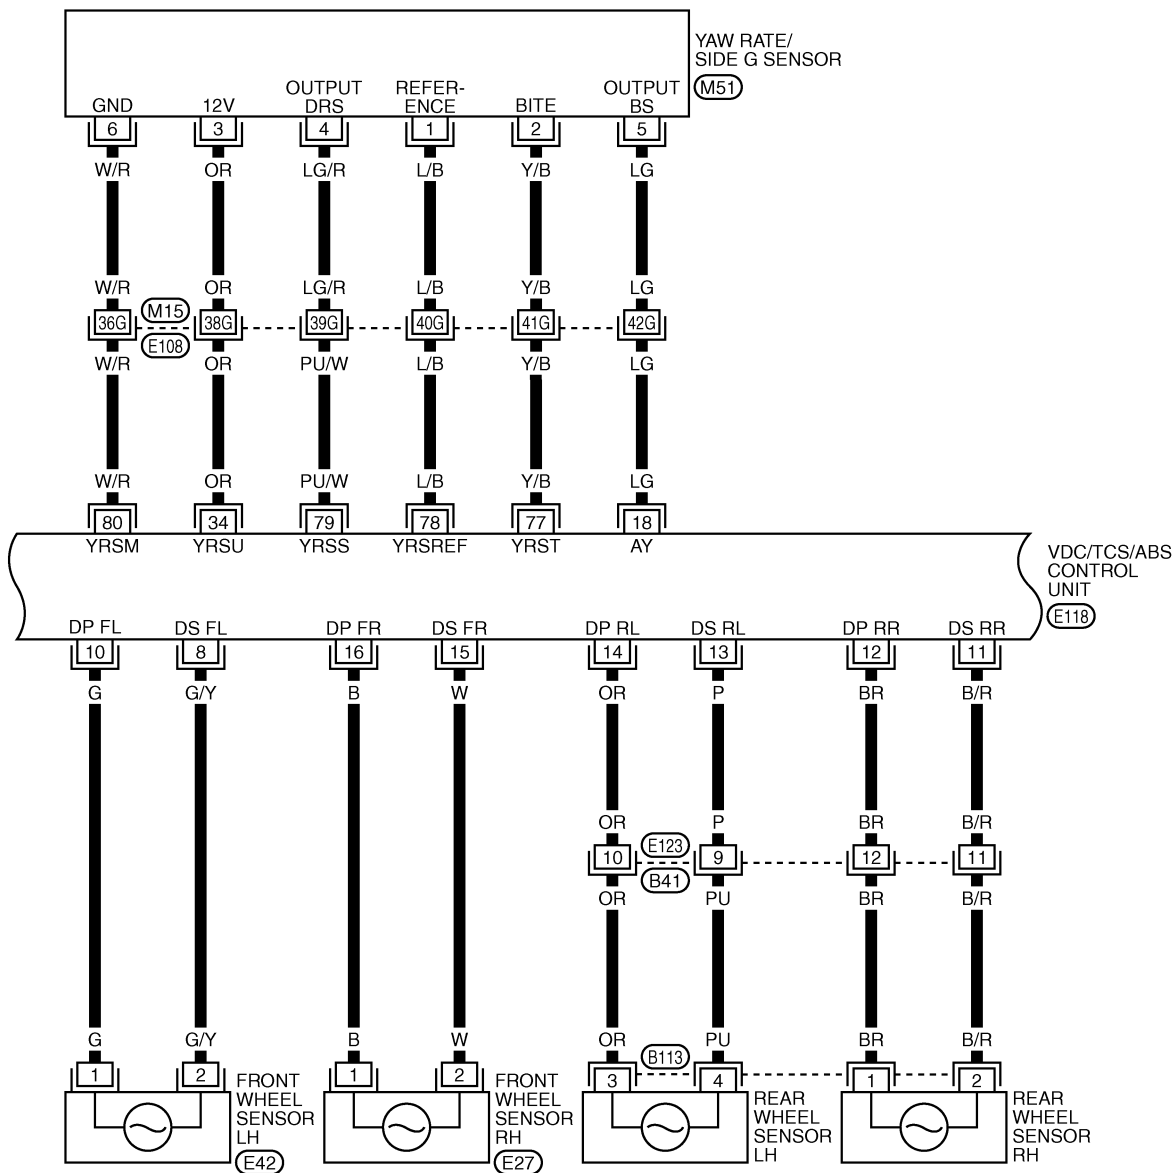 YAW RATE/
SIDE G SENSOR
M51
GND 12V OUTPUT DRS REFER-ENCE BITE OUTPUT BS
6 3 4 1 2 5
W/R OR LG/R L/B Y/B LG
W/R OR LG/R L/B Y/B LG
M15
36G 38G 39G 40G 41G 42G
E108
W/R OR PU/W L/B Y/B LG
W/R OR PU/W L/B Y/B LG
80 34 79 78 77 18
YRSM YRSU YRSS YRSREF YRST AY
VDC/TCS/ABS
CONTROL
UNIT
E118
DP FL DS FL DP FR DS FR DP RL DS RL DP RR DS RR
10 8 16 15 14 13 12 11
G G/Y B W OR P BR B/R
OR P BR B/R
E123
10 9 12 11
B41
OR PU BR B/R
G G/Y B W OR PU BR B/R
B113
1 2 1 2 3 4 1 2
FRONT
WHEEL
SENSOR
LH
E42
FRONT
WHEEL
SENSOR
RH
E27
REAR
WHEEL
SENSOR
LH
REAR
WHEEL
SENSOR
RH